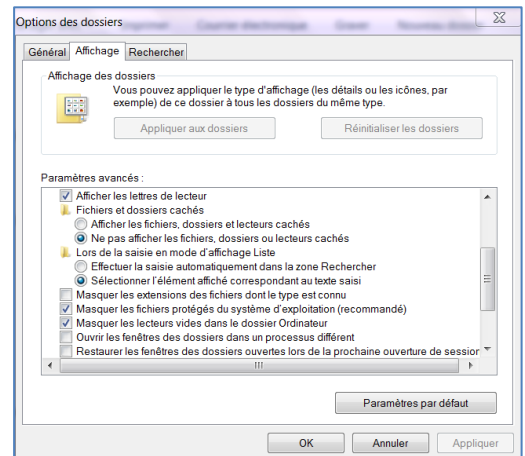 Options des dossiers
Général Affichage Rechercher
Affichage des dossiers
Vous pouvez appliquer le type d'affichage (les détails ou les icônes, par
exemple) de ce dossier à tous les dossiers du même type.
Appliquer aux dossiers Réinitialiser les dossiers
Paramètres avancés :
Afficher les lettres de lecteur
Fichiers et dossiers cachés
Afficher les fichiers, dossiers et lecteurs cachés
Ne pas afficher les fichiers, dossiers ou lecteurs cachés
Lors de la saisie en mode d'affichage Liste
Effectuer la saisie automatiquement dans la zone Rechercher
Sélectionner l'élément affiché correspondant au texte saisi
Masquer les extensions des fichiers dont le type est connu
Masquer les fichiers protégés du système d'exploitation (recommandé)
Masquer les lecteurs vides dans le dossier Ordinateur
Ouvrir les fenêtres des dossiers dans un processus différent
Restaurer les fenêtres des dossiers ouvertes lors de la prochaine ouverture de session
Paramètres par défaut
OK Annuler Appliquer